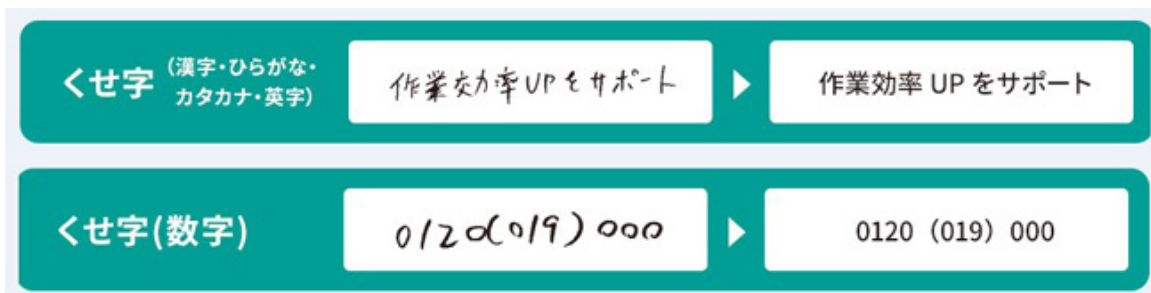 くせ字 (漢字・ひらがな・
カタカナ・英字)
作業効率UPをサポート
作業効率 UP をサポート
くせ字(数字)
0120(019)000
0120（019）000